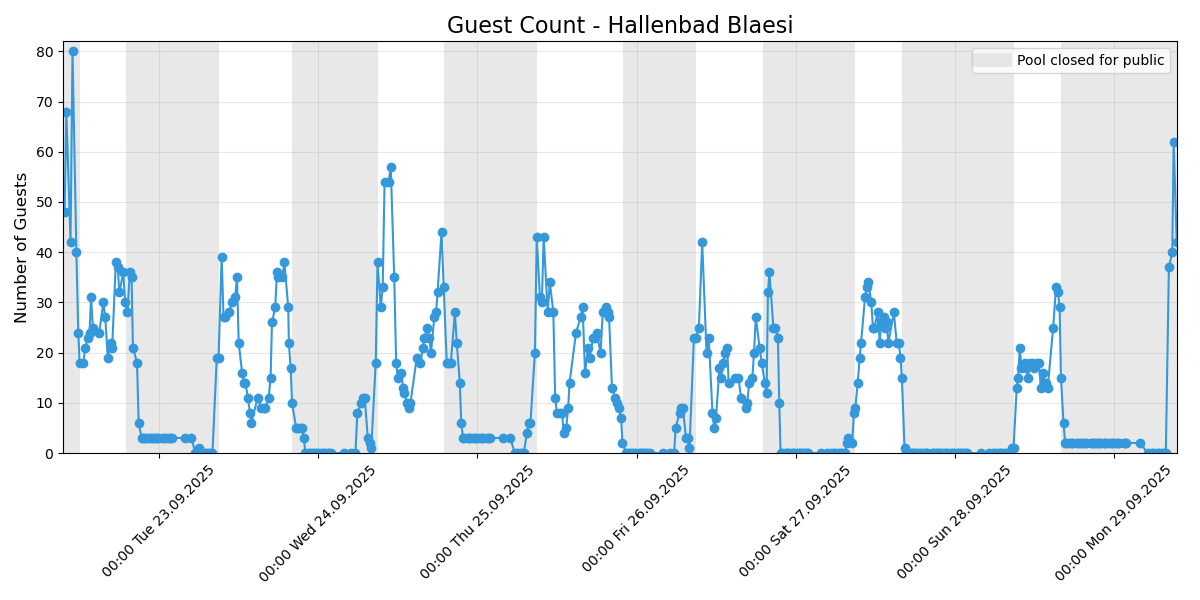 Guest Count - Hallenbad Blaesi
Pool closed for public
Number of Guests
80
70
60
50
40
30
20
10
0
00:00 Tue 23.09.2025
00:00 Wed 24.09.2025
00:00 Thu 25.09.2025
00:00 Fri 26.09.2025
00:00 Sat 27.09.2025
00:00 Sun 28.09.2025
00:00 Mon 29.09.2025